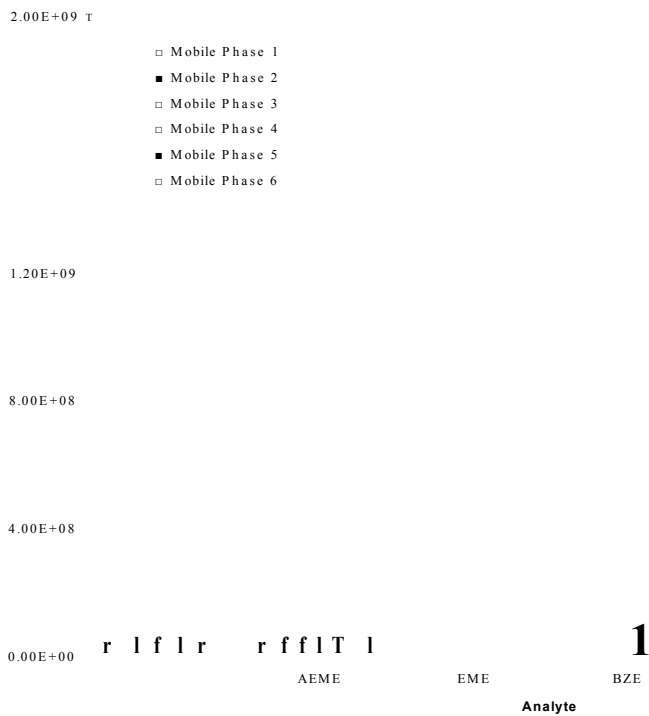 2.00E+09 T
□ Mobile Phase 1
■ Mobile Phase 2
□ Mobile Phase 3
□ Mobile Phase 4
■ Mobile Phase 5
□ Mobile Phase 6
1.20E+09
8.00E+08
4.00E+08
0.00E+00 r l f l r r f f l T l 1
AEME EME BZE
Analyte